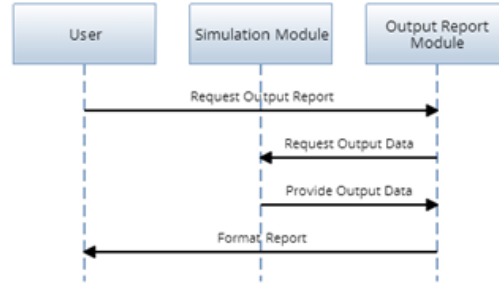 User
Simulation Module
Output Report
Module
Request Output Report
Request Output Data
Provide Output Data
Format Report